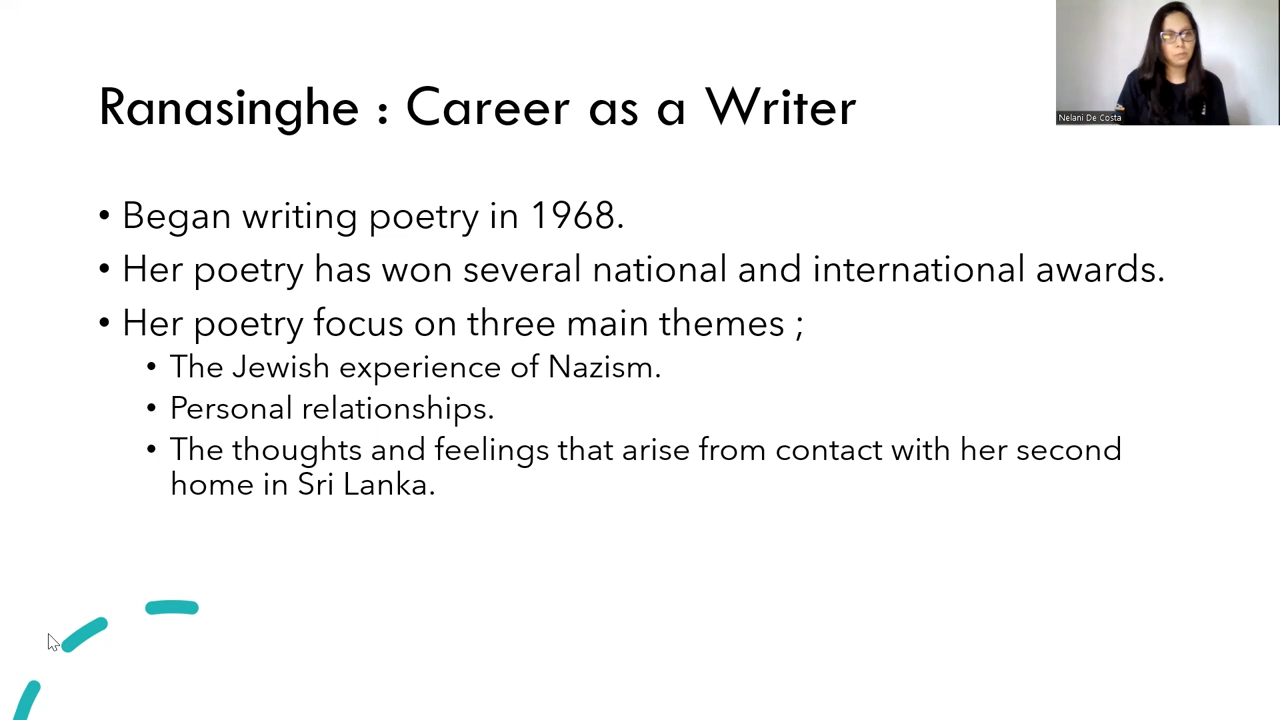 Ranasinghe : Career as a Writer
Nelani De Costa
• Began writing poetry in 1968.
• Her poetry has won several national and international awards.
• Her poetry focus on three main themes ;
• The Jewish experience of Nazism.
• Personal relationships.
• The thoughts and feelings that arise from contact with her second
home in Sri Lanka.